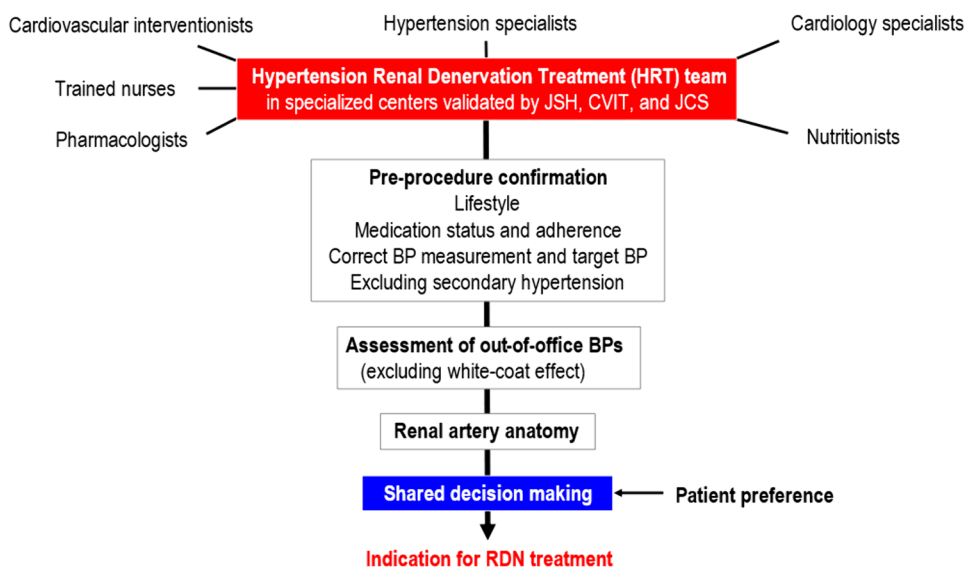 Cardiovascular interventionists
Hypertension specialists
Cardiology specialists
Trained nurses
Pharmacologists
Nutritionists
Hypertension Renal Denervation Treatment (HRT) team
in specialized centers validated by JSH, CVIT, and JCS
Pre-procedure confirmation
Lifestyle
Medication status and adherence
Correct BP measurement and target BP
Excluding secondary hypertension
Assessment of out-of-office BPs
(excluding white-coat effect)
Renal artery anatomy
Shared decision making
Patient preference
Indication for RDN treatment